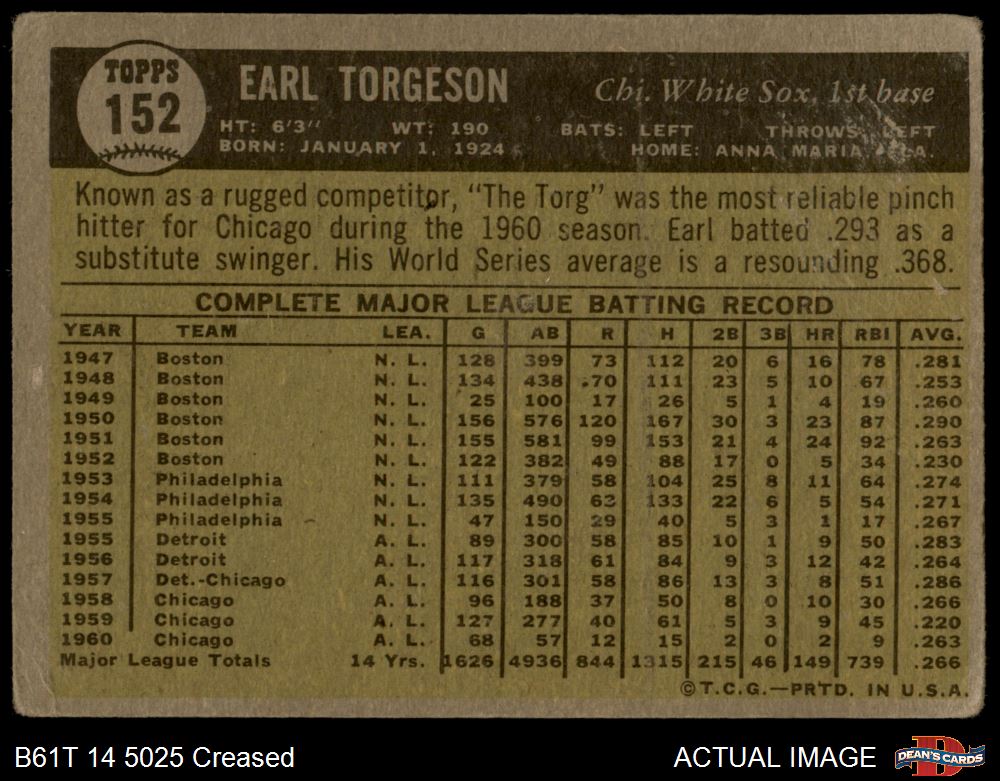 TOPPS
152
EARL TORGESON
Chi. White Sox, 1st base
HT: 6'3" WT: 190 BATS: LEFT THROWS: LEFT
BORN: JANUARY 1, 1924 HOME: ANNA MARIA
Known as a rugged competitor, "The Torg" was the most reliable pinch
hitter for Chicago during the 1960 season. Earl batted .293 as a
substitute swinger. His World Series average is a resounding .368.
COMPLETE MAJOR LEAGUE BATTING RECORD
YEAR TEAM LEA. G AB R H 2B 3B HR RBI AVG.
1947 Boston N. L. 128 399 73 112 20 6 16 78 .281
1948 Boston N. L. 134 438 70 111 23 5 10 67 .253
1949 Boston N. L. 25 100 17 26 5 1 4 19 .260
1950 Boston N. L. 156 576 120 167 30 3 23 87 .290
1951 Boston N. L. 155 581 99 153 21 4 24 92 .263
1952 Boston N. L. 122 382 49 88 17 0 5 34 .230
1953 Philadelphia N. L. 111 379 58 104 25 8 11 64 .274
1954 Philadelphia N. L. 135 490 63 133 22 6 5 54 .271
1955 Philadelphia N. L. 47 150 29 40 5 3 1 17 .267
1955 Detroit A. L. 89 300 58 85 10 1 9 50 .283
1956 Detroit A. L. 117 318 61 84 9 3 12 42 .264
1957 Det.-Chicago A. L. 116 301 58 86 13 3 8 51 .286
1958 Chicago A. L. 96 188 37 50 8 0 10 30 .266
1959 Chicago A. L. 127 277 40 61 5 3 9 45 .220
1960 Chicago A. L. 68 57 12 15 2 0 2 9 .263
Major League Totals 14 Yrs. 1626 4936 844 1315 215 46 149 739 .266
©T.C.G.—PRTD. IN U.S.A.
B61T 14 5025 Creased
ACTUAL IMAGE
DEAN'S CARDS